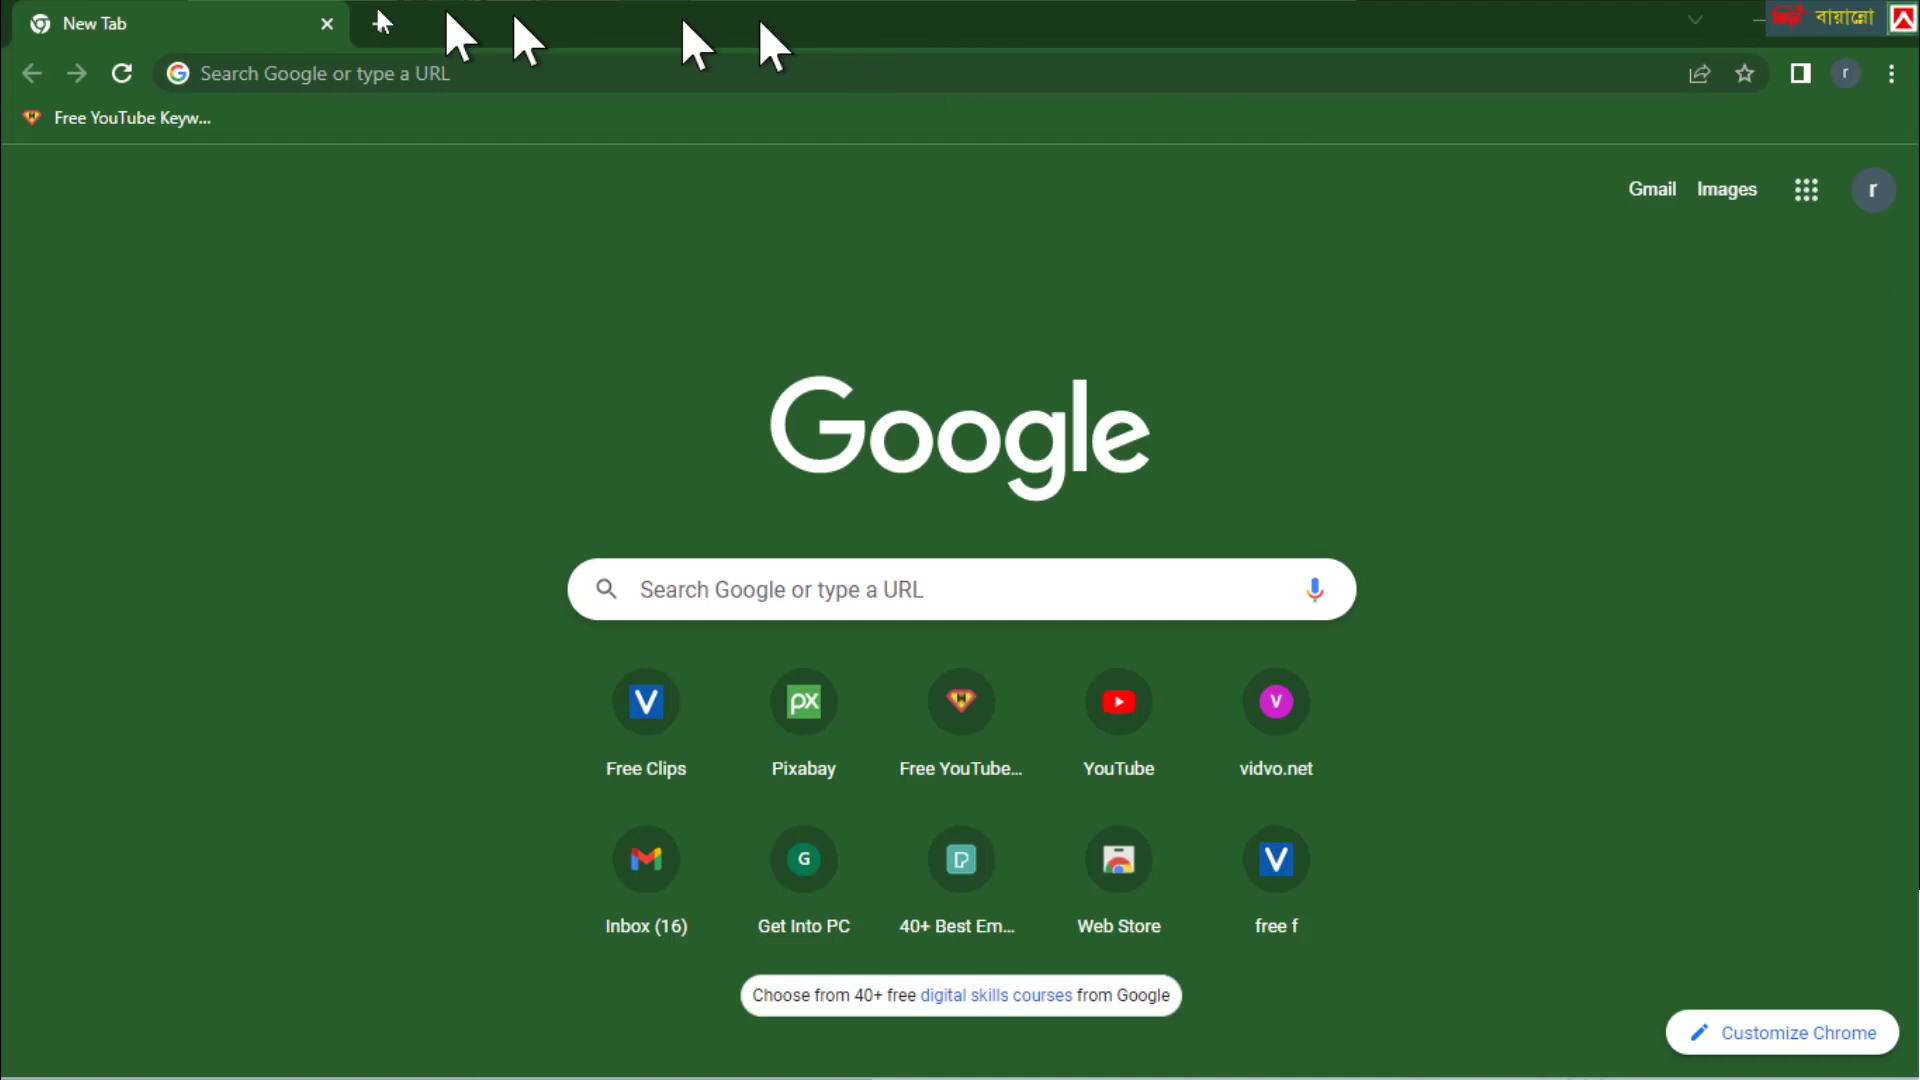 New Tab
বায়ান্নো
Search Google or type a URL
r
Free YouTube Keyw...
Gmail Images
r
Google
Search Google or type a URL
V px H V
Free Clips Pixabay Free YouTube... YouTube vidvo.net
G P V
Inbox (16) Get Into PC 40+ Best Em... Web Store free f
Choose from 40+ free digital skills courses from Google
Customize Chrome